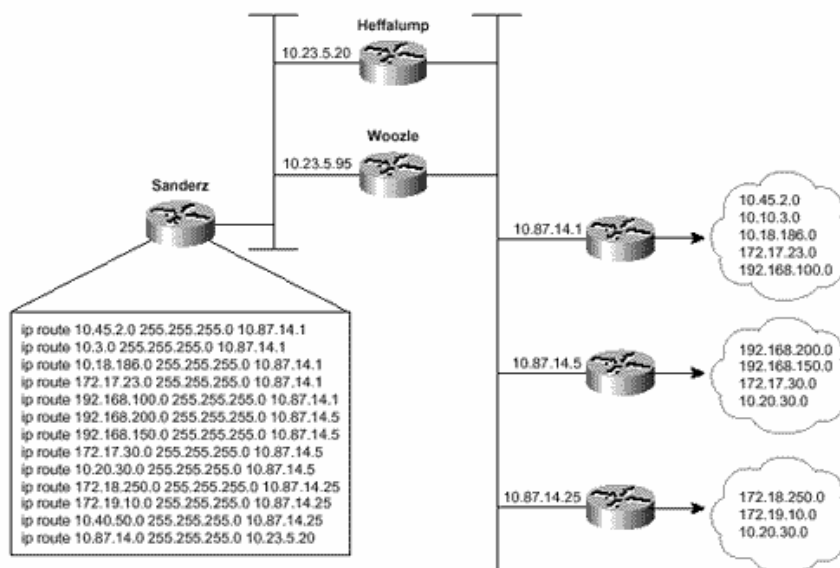 Heffalump
10.23.5.20
Woozle
10.23.5.95
Sanderz
10.87.14.1
10.45.2.0
10.10.3.0
10.18.186.0
172.17.23.0
192.168.100.0
ip route 10.45.2.0 255.255.255.0 10.87.14.1
ip route 10.3.0 255.255.255.0 10.87.14.1
ip route 10.18.186.0 255.255.255.0 10.87.14.1
ip route 172.17.23.0 255.255.255.0 10.87.14.1
ip route 192.168.100.0 255.255.255.0 10.87.14.1
ip route 192.168.200.0 255.255.255.0 10.87.14.5
ip route 192.168.150.0 255.255.255.0 10.87.14.5
ip route 172.17.30.0 255.255.255.0 10.87.14.5
ip route 10.20.30.0 255.255.255.0 10.87.14.5
ip route 172.18.250.0 255.255.255.0 10.87.14.25
ip route 172.19.10.0 255.255.255.0 10.87.14.25
ip route 10.40.50.0 255.255.255.0 10.87.14.25
ip route 10.87.14.0 255.255.255.0 10.23.5.20
10.87.14.5
192.168.200.0
192.168.150.0
172.17.30.0
10.20.30.0
10.87.14.25
172.18.250.0
172.19.10.0
10.20.30.0